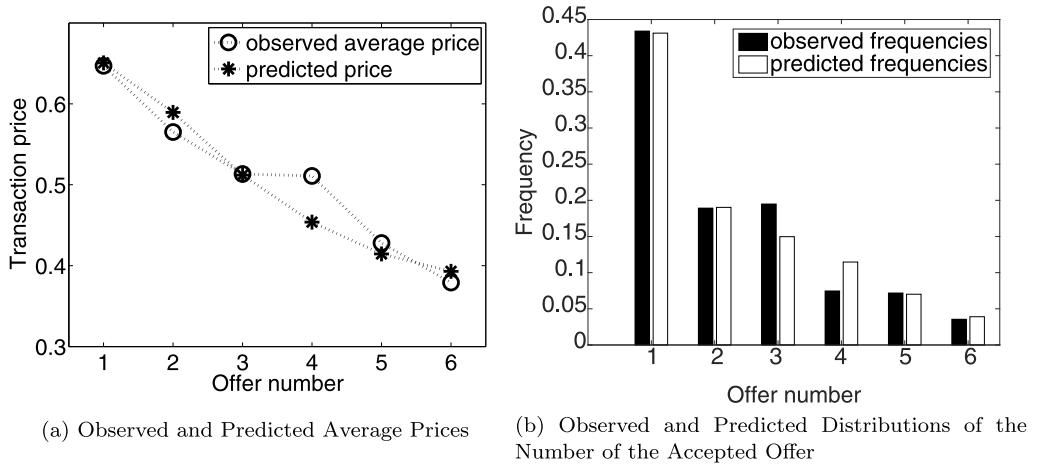 observed average price
predicted price
0.6
0.5
0.4
0.3
Transaction price
1 2 3 4 5 6
Offer number
(a) Observed and Predicted Average Prices
0.45
0.4
0.35
0.3
0.25
0.2
0.15
0.1
0.05
0
Frequency
observed frequencies
predicted frequencies
1 2 3 4 5 6
Offer number
(b) Observed and Predicted Distributions of the
Number of the Accepted Offer